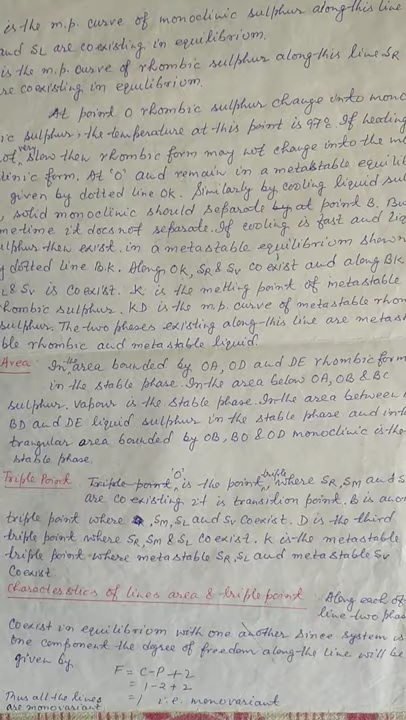 is the m.p. curve of monoclinic sulphur along this line
and SL are coexisting in equilibrium.
is the m.p. curve of rhombic sulphur along this line SR
re coexisting in equilibrium.
At point O rhombic sulphur change into mono
ic sulphur, the temperature at this point is 97°C. If heating
ot very slow then rhombic form may not change into the mo
linic form. At 'O' and remain in a metastable equilib
given by dotted line OK. Similarly by cooling liquid sul
, solid monoclinic should separate at point B. Bu
metime it does not separate. If cooling is fast and liq
ulphur then exist in a metastable equilibrium shown
y dotted line BK. Along OK, SR & SV co exist and along BK
L & SV is coexist. K is the melting point of metastable
rhombic sulphur. KD is the m.p. curve of metastable rhom
sulphur. The two phases existing along this line are metast
ble rhombic and metastable liquid.
Area In the area bounded by OA, OD and DE rhombic form
in the stable phase. In the area below OA, OB & BC
sulphur vapour is the stable phase. In the area between
BD and DE liquid sulphur in the stable phase and in t
trangular area bounded by OB, BD & OD monoclinic is the
stable phase.
Triple Point Triple point 'O' is the point triple, where SR, SM and S
are co existing it is transition point. B is ano
triple point where SM, SL and SV coexist. D is the third
triple point where SR, SM & SL co exist. K is the metastable
triple point where metastable SR, SL and metastable SV
coexist
Characteristics of lines area & triple point Along each of
line two phas
Coexist in equilibrium with one another since system is
One component the degree of freedom along the line will be
given by
F = C-P+2
= 1-2+2
= 1 i.e. monovariant
Thus all the lines
are monovariant